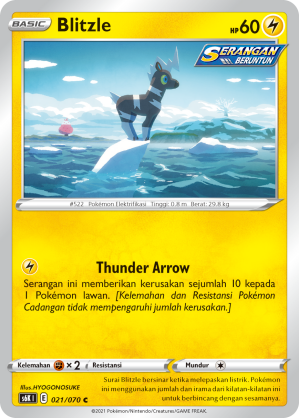 BASIC Blitzle HP60
SERANGAN
BERUNTUN
#522 Pokémon Elektrifikasi Tinggi: 0.8 m Berat: 29.8 kg
Thunder Arrow
Serangan ini memberikan kerusakan sejumlah 10 kepada
1 Pokémon lawan. [Kelemahan dan Resistansi Pokémon
Cadangan tidak mempengaruhi jumlah kerusakan.]
Kelemahan ×2 Resistansi Mundur
Illus. HYOGONOSUKE
S6K I E 021/070 C
Surai Blitzle bersinar ketika melepaskan listrik. Pokémon
ini menggunakan jumlah dan irama dari kilatan-kilatan
ini untuk berkomunikasi dengan kawanannya.
©2021 Pokémon/Nintendo/Creatures/GAME FREAK